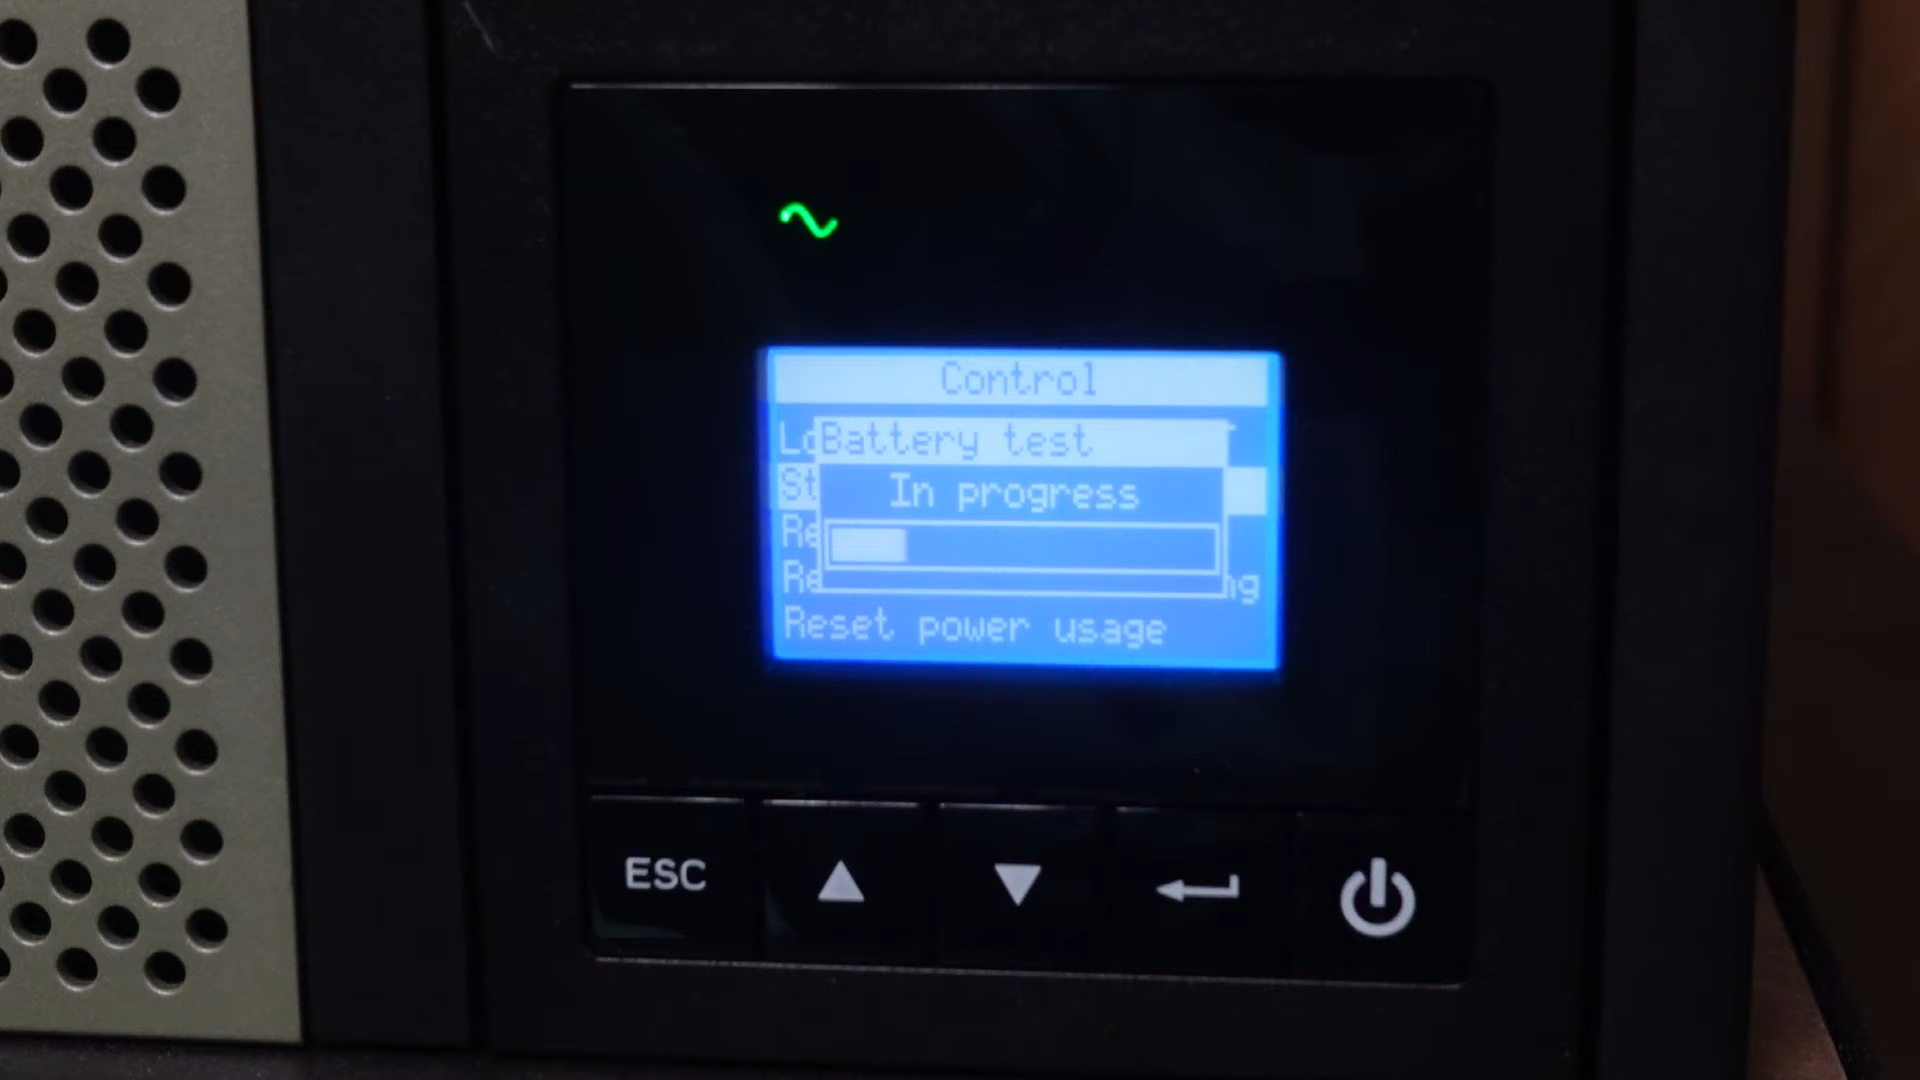 Control
Battery test
In progress
Reset power usage
ESC